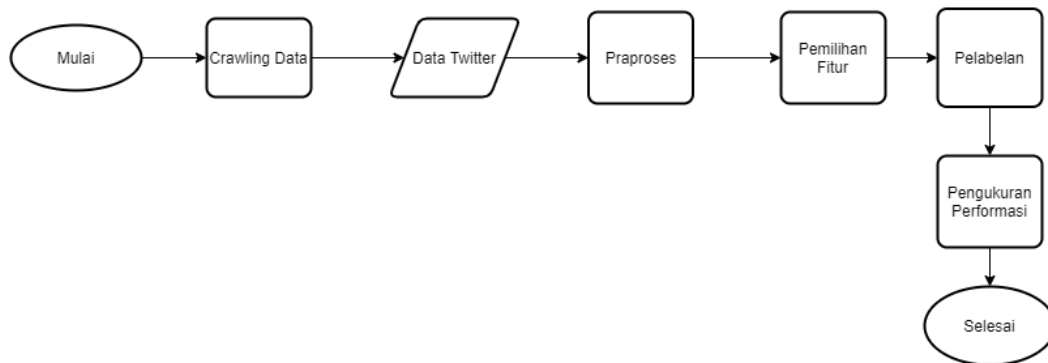 Mulai
Crawling Data
Data Twitter
Praproses
Pemilihan
Fitur
Pelabelan
Pengukuran
Performasi
Selesai